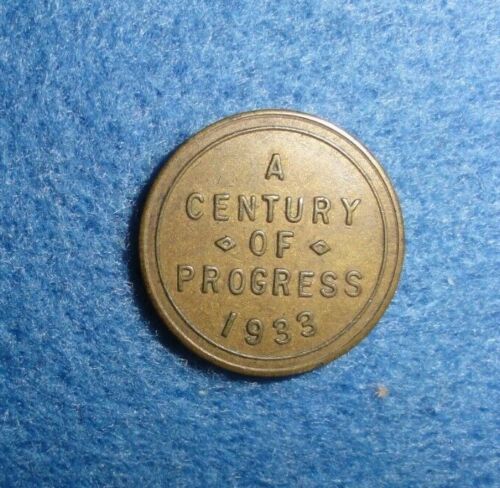 A
CENTURY
OF
PROGRESS
1933